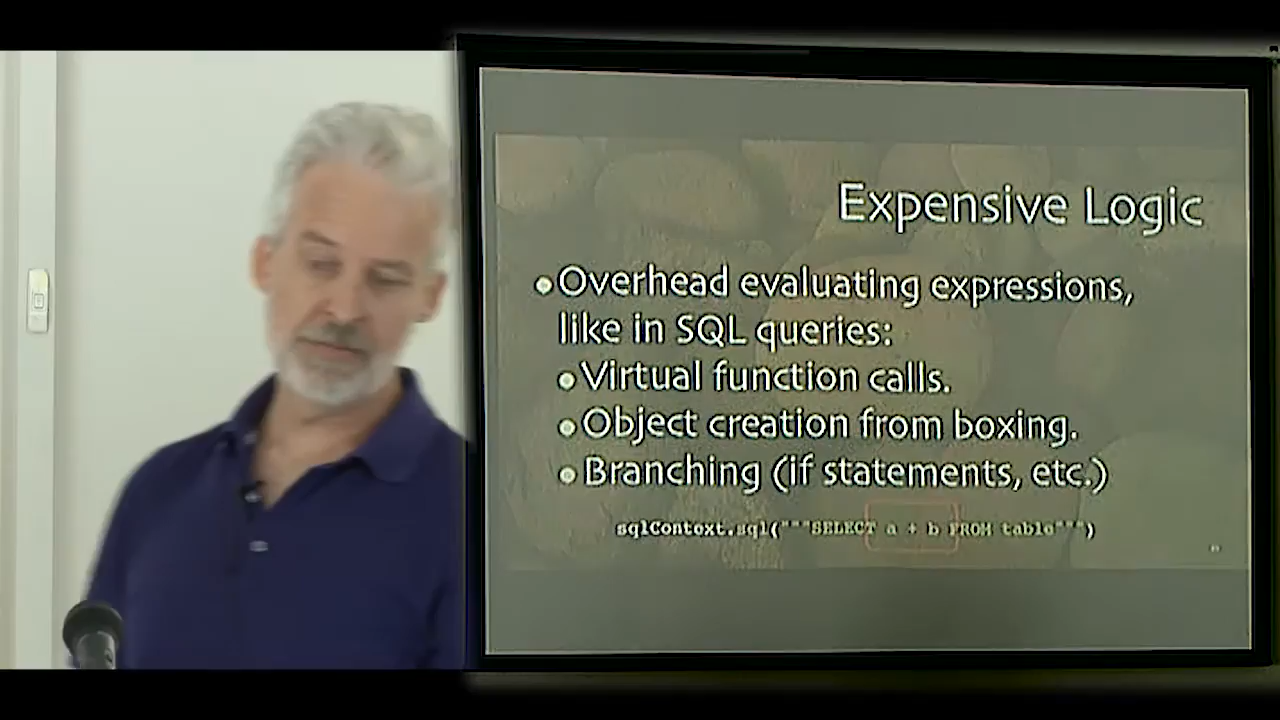 Expensive Logic
•Overhead evaluating expressions,
like in SQL queries:
•Virtual function calls.
•Object creation from boxing.
•Branching (if statements, etc.)
sqlContext.sql("""SELECT a + b FROM table""")